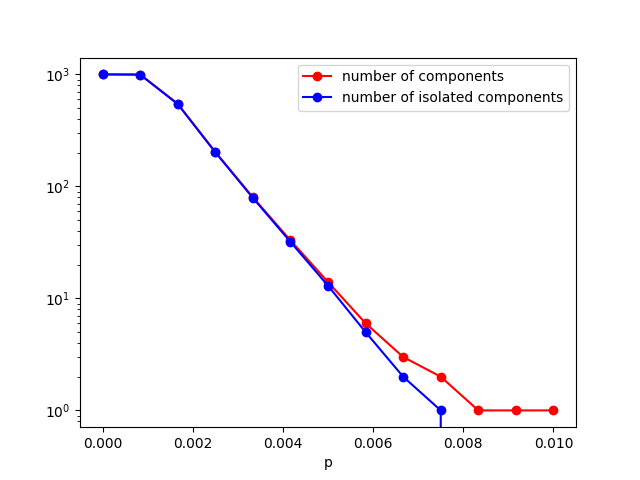 number of components
number of isolated components
10³
10²
10¹
10⁰
0.000 0.002 0.004 0.006 0.008 0.010
p